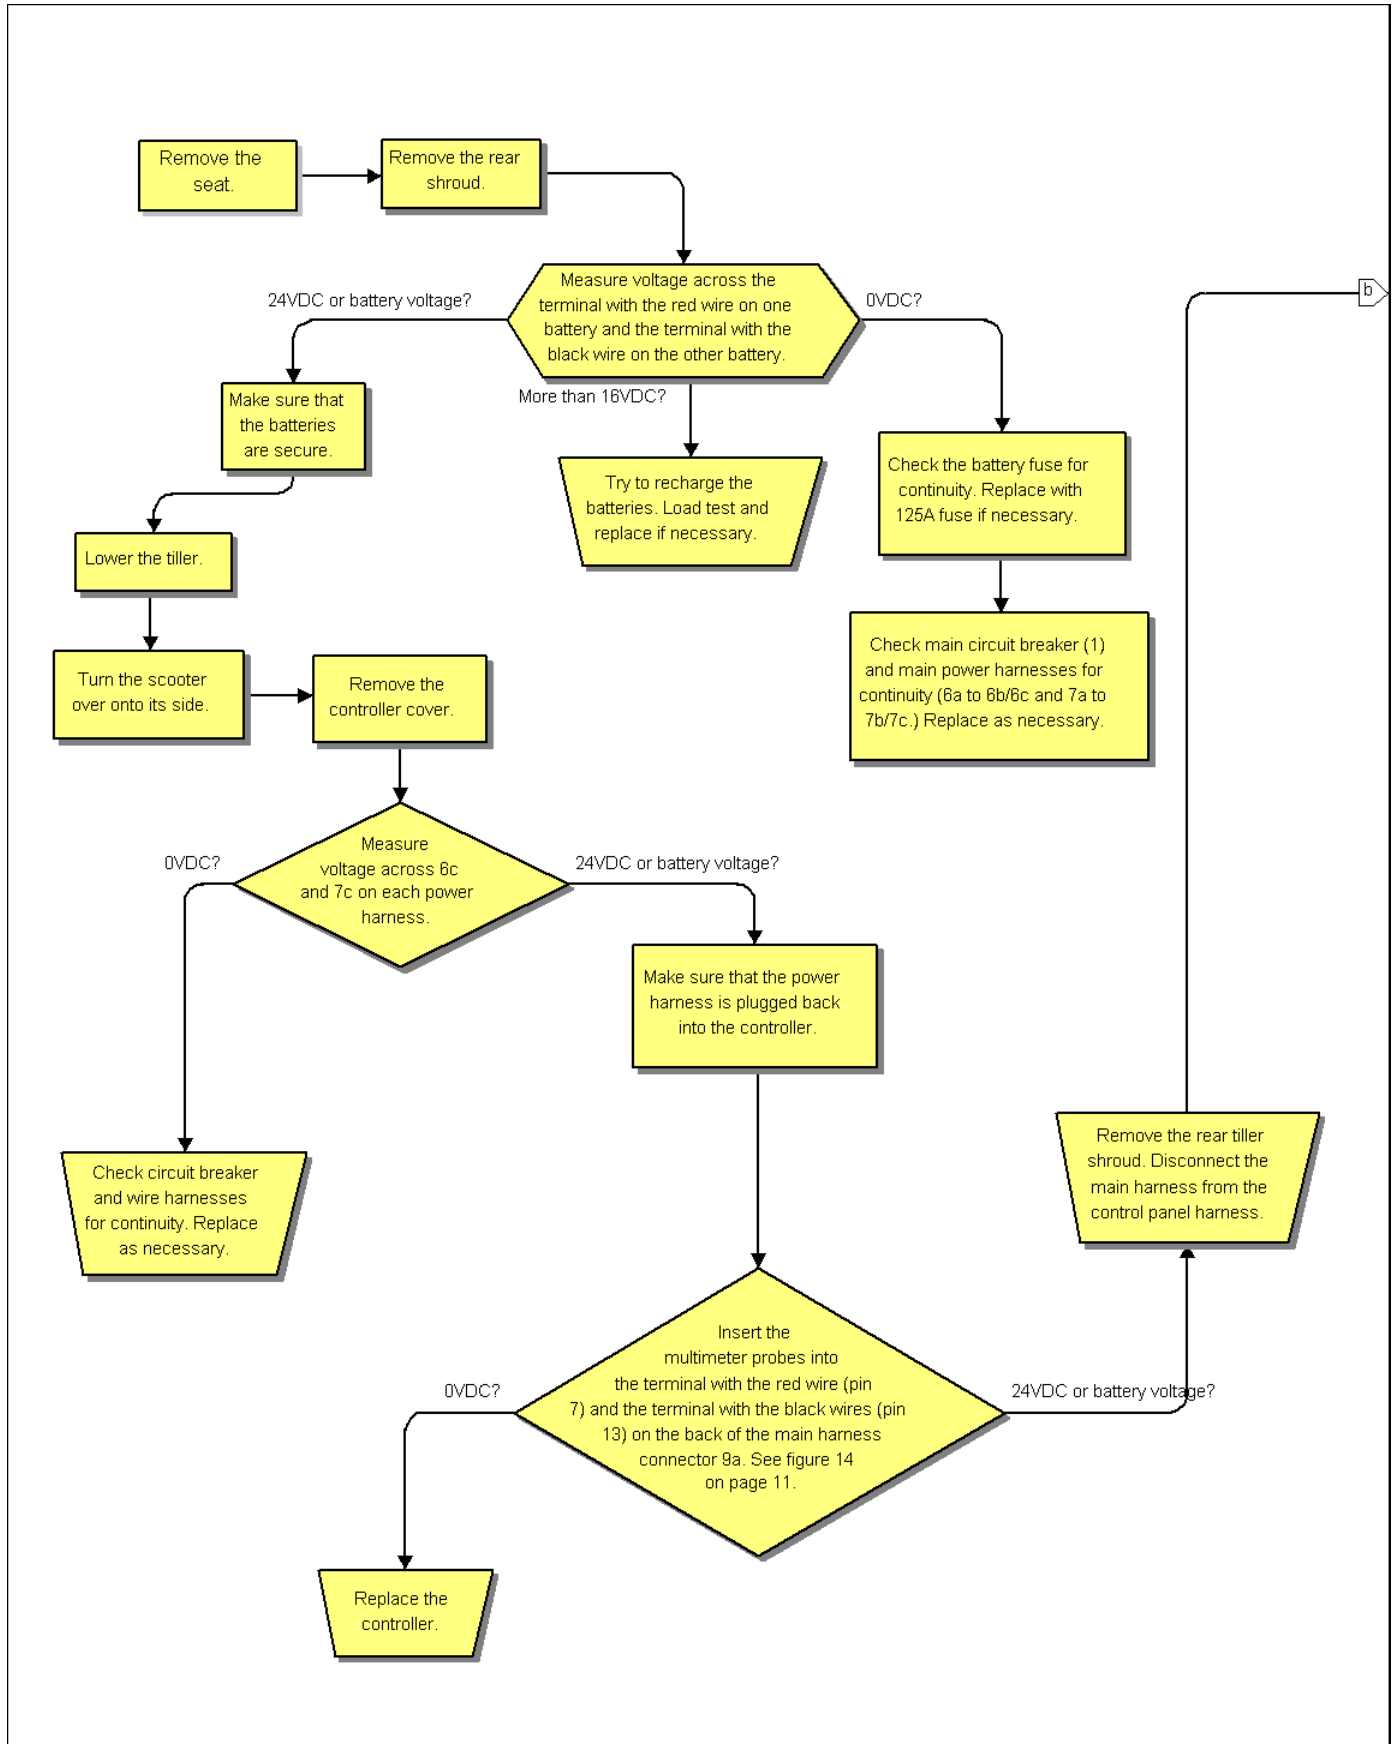 Remove the
seat.
Remove the rear
shroud.
Measure voltage across the
terminal with the red wire on one
battery and the terminal with the
black wire on the other battery.
24VDC or battery voltage?
0VDC?
b
More than 16VDC?
Make sure that
the batteries
are secure.
Try to recharge the
batteries. Load test and
replace if necessary.
Check the battery fuse for
continuity. Replace with
125A fuse if necessary.
Lower the tiller.
Check main circuit breaker (1)
and main power harnesses for
continuity (6a to 6b/6c and 7a to
7b/7c.) Replace as necessary.
Turn the scooter
over onto its side.
Remove the
controller cover.
Measure
voltage across 6c
and 7c on each power
harness.
0VDC?
24VDC or battery voltage?
Make sure that the power
harness is plugged back
into the controller.
Check circuit breaker
and wire harnesses
for continuity. Replace
as necessary.
Remove the rear tiller
shroud. Disconnect the
main harness from the
control panel harness.
Insert the
multimeter probes into
the terminal with the red wire (pin
7) and the terminal with the black wires (pin
13) on the back of the main harness
connector 9a. See figure 14
on page 11.
0VDC?
24VDC or battery voltage?
Replace the
controller.